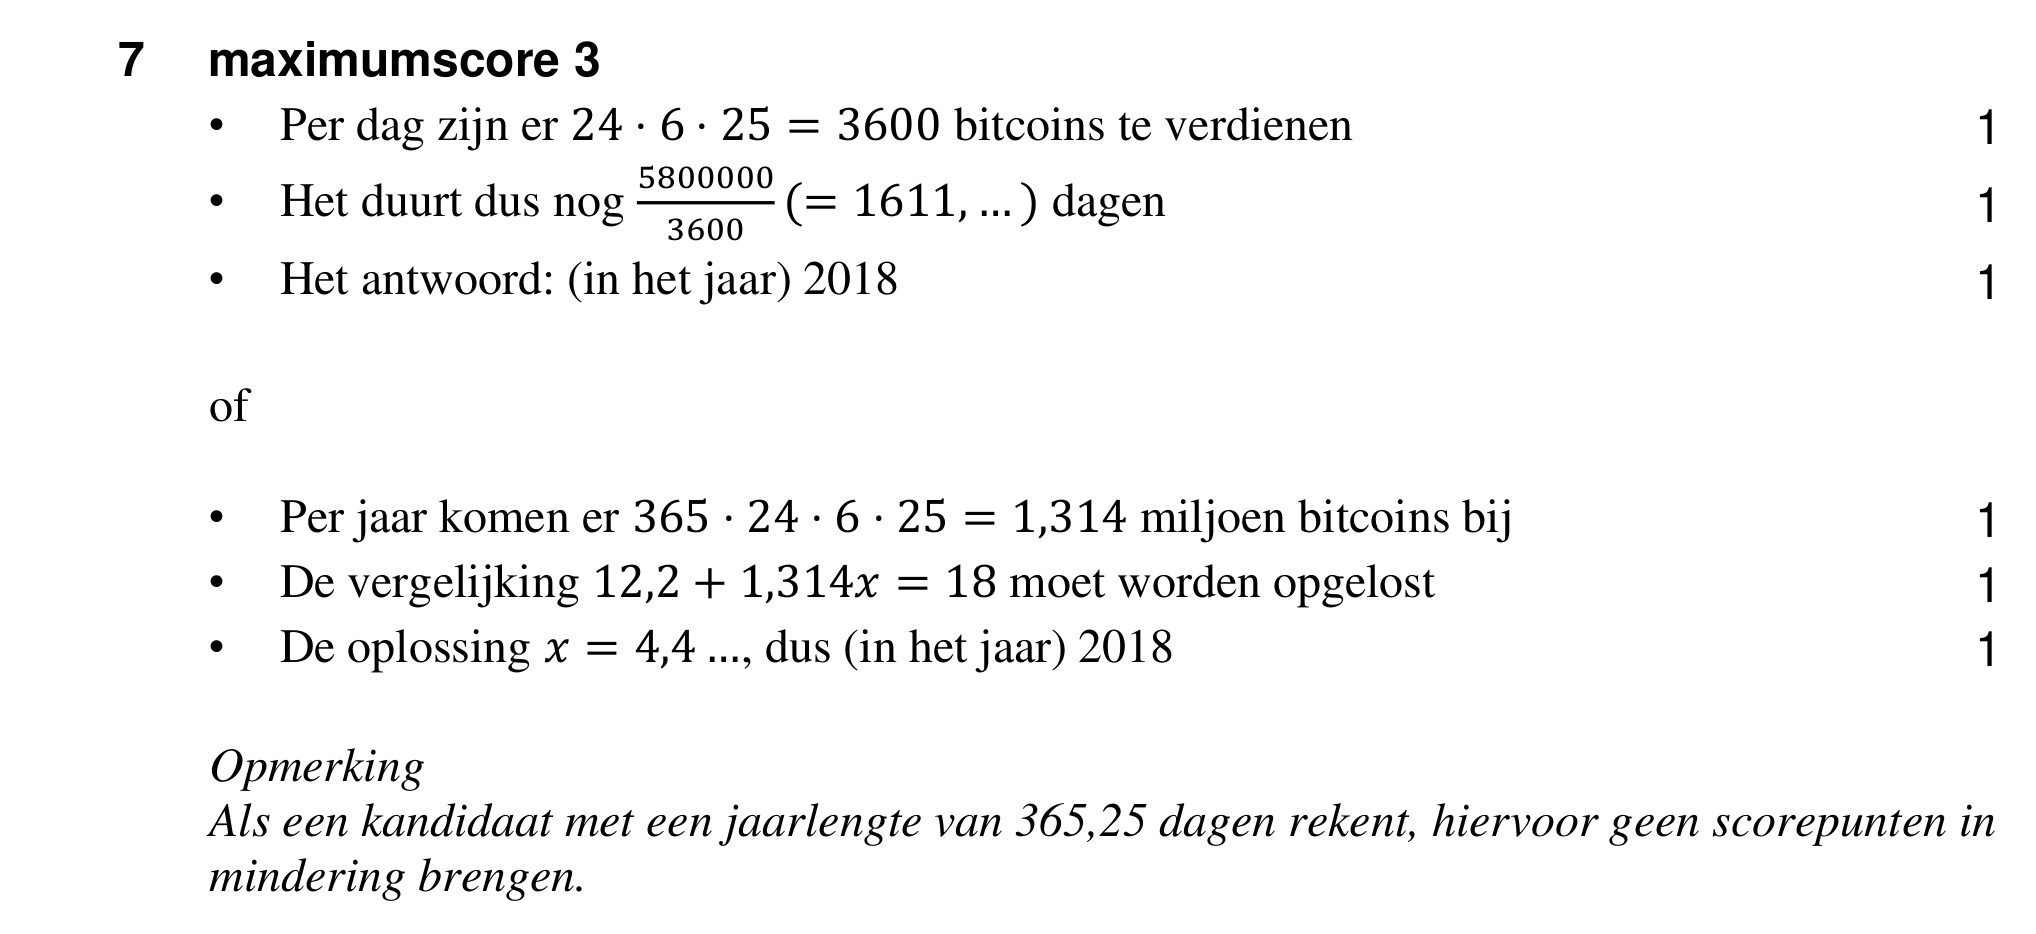 7 maximumscore 3
• Per dag zijn er 24 · 6 · 25 = 3600 bitcoins te verdienen 1
• Het duurt dus nog 5800000/3600 (= 1611, … ) dagen 1
• Het antwoord: (in het jaar) 2018 1
of
• Per jaar komen er 365 · 24 · 6 · 25 = 1,314 miljoen bitcoins bij 1
• De vergelijking 12,2 + 1,314x = 18 moet worden opgelost 1
• De oplossing x = 4,4 …, dus (in het jaar) 2018 1
Opmerking
Als een kandidaat met een jaarlengte van 365,25 dagen rekent, hiervoor geen scorepunten in
mindering brengen.